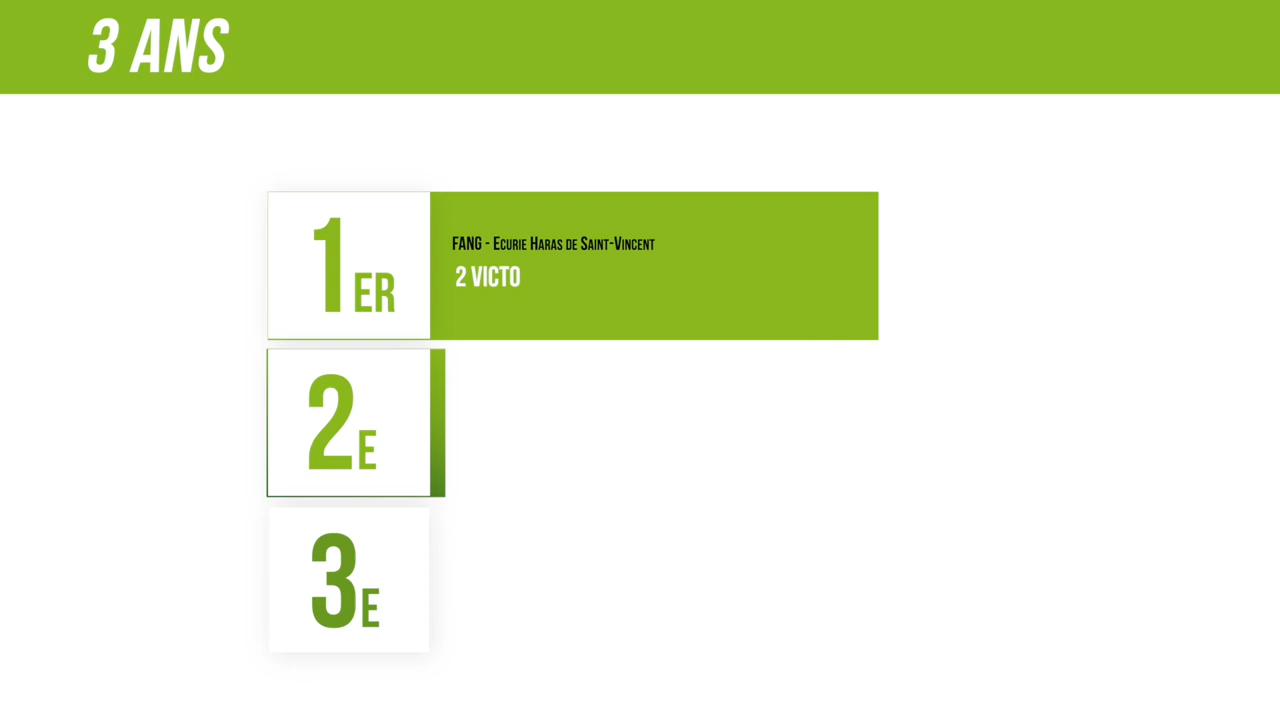 3 ANS
1ER
FANG - Ecurie Haras de Saint-Vincent
2 VICTO
2E
3E